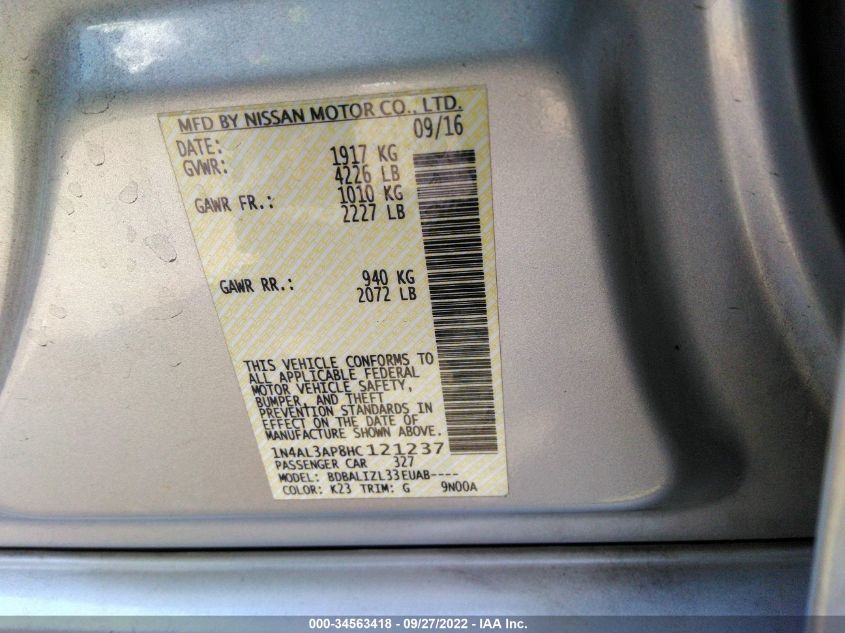 MFD BY NISSAN MOTOR CO., LTD.
DATE: 09/16
GVWR: 1917 KG
4226 LB
GAWR FR.: 1010 KG
2227 LB
GAWR RR.: 940 KG
2072 LB
THIS VEHICLE CONFORMS TO
ALL APPLICABLE FEDERAL
MOTOR VEHICLE SAFETY,
BUMPER, AND THEFT
PREVENTION STANDARDS IN
EFFECT ON THE DATE OF
MANUFACTURE SHOWN ABOVE.
1N4AL3AP8HC121237
PASSENGER CAR 327
MODEL: BDBALIZL33EUAB----
COLOR: K23 TRIM: G 9N00A
000-34563418 - 09/27/2022 - IAA Inc.